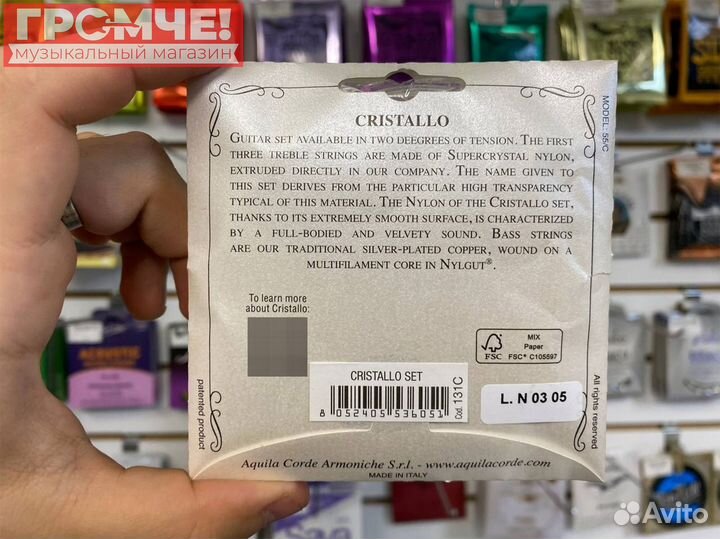 ГРОМЧЕ!
музыкальный магазин
CRISTALLO
GUITAR SET AVAILABLE IN TWO DEEGREES OF TENSION. THE FIRST
THREE TREBLE STRINGS ARE MADE OF SUPERCRYSTAL NYLON,
EXTRUDED DIRECTLY IN OUR COMPANY. THE NAME GIVEN TO
THIS SET DERIVES FROM THE PARTICULAR HIGH TRANSPARENCY
TYPICAL OF THIS MATERIAL. THE NYLON OF THE CRISTALLO SET,
THANKS TO ITS EXTREMELY SMOOTH SURFACE, IS CHARACTERIZED
BY A FULL-BODIED AND VELVETY SOUND. BASS STRINGS
ARE OUR TRADITIONAL SILVER-PLATED COPPER, WOUND ON A
MULTIFILAMENT CORE IN NYLGUT®.
MODEL: 55/C
To learn more
about Cristallo:
FSC
MIX
Paper
FSC® C105597
CRISTALLO SET
8 052405 536051
Cod. 131C
L. N 03 05
patented product
All rights reserved
Aquila Corde Armoniche S.r.l. - www.aquilacorde.com
MADE IN ITALY
ACOUSTIC
Avito